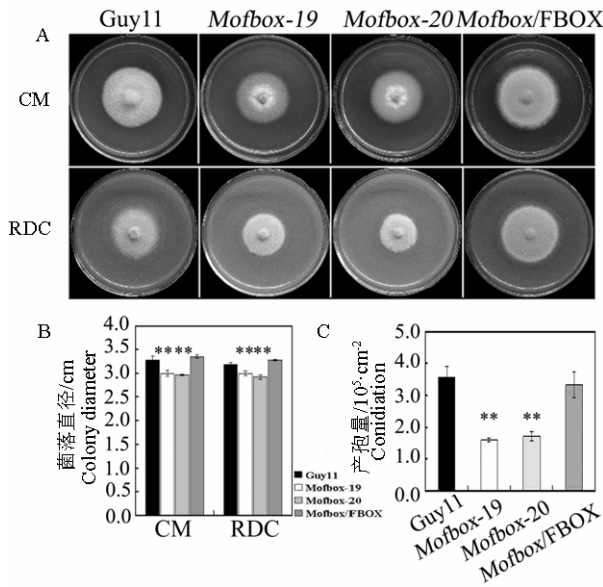 A
Guy11 Mofbox-19 Mofbox-20 Mofbox/FBOX
CM
RDC
B
菌落直径/cm
Colony diameter
4.0
3.5
3.0
2.5
2.0
1.5
1.0
0.5
0.0
**** ****
CM RDC
Guy11
Mofbox-19
Mofbox-20
Mofbox/FBOX
C
产孢量/10⁵·cm⁻²
Conidiation
5.0
4.0
3.0
2.0
1.0
0.0
** **
Guy11
Mofbox-19
Mofbox-20
Mofbox/FBOX